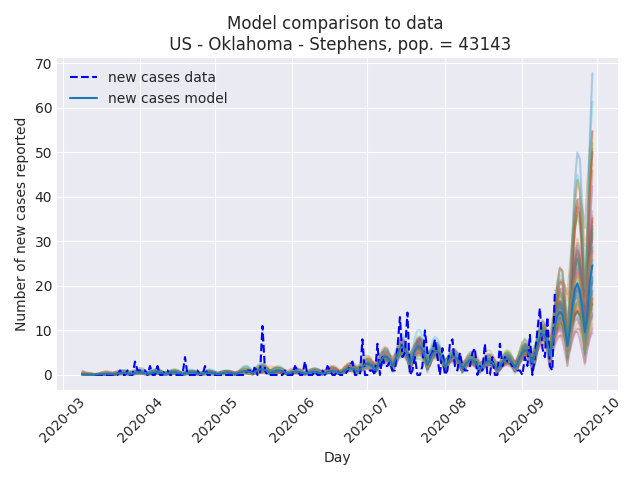 Model comparison to data
US - Oklahoma - Stephens, pop. = 43143
new cases data
new cases model
Number of new cases reported
70
60
50
40
30
20
10
0
2020-03
2020-04
2020-05
2020-06
2020-07
2020-08
2020-09
2020-10
Day